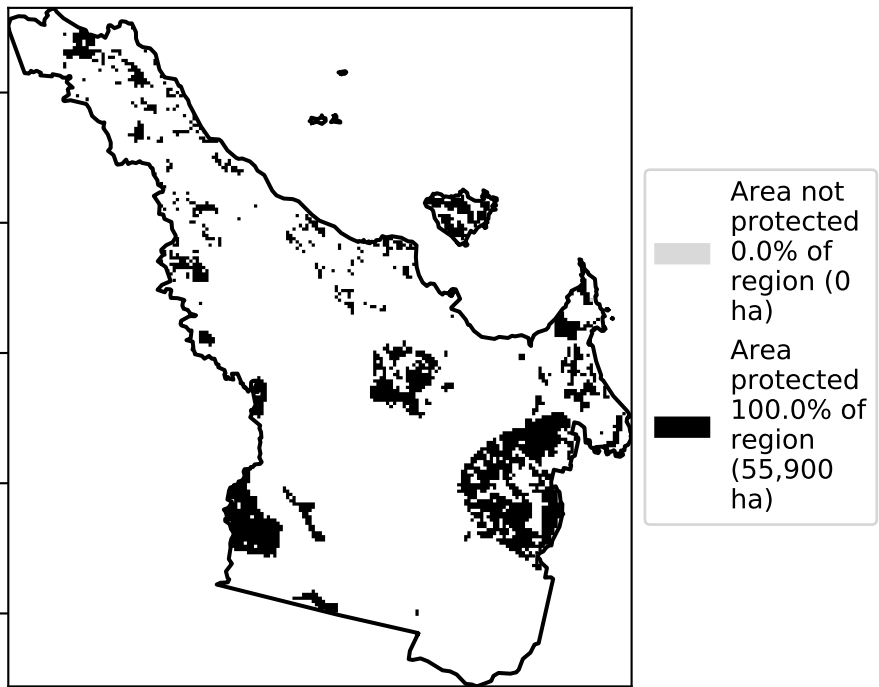 Area not
protected
0.0% of
region (0
ha)
Area
protected
100.0% of
region
(55,900
ha)